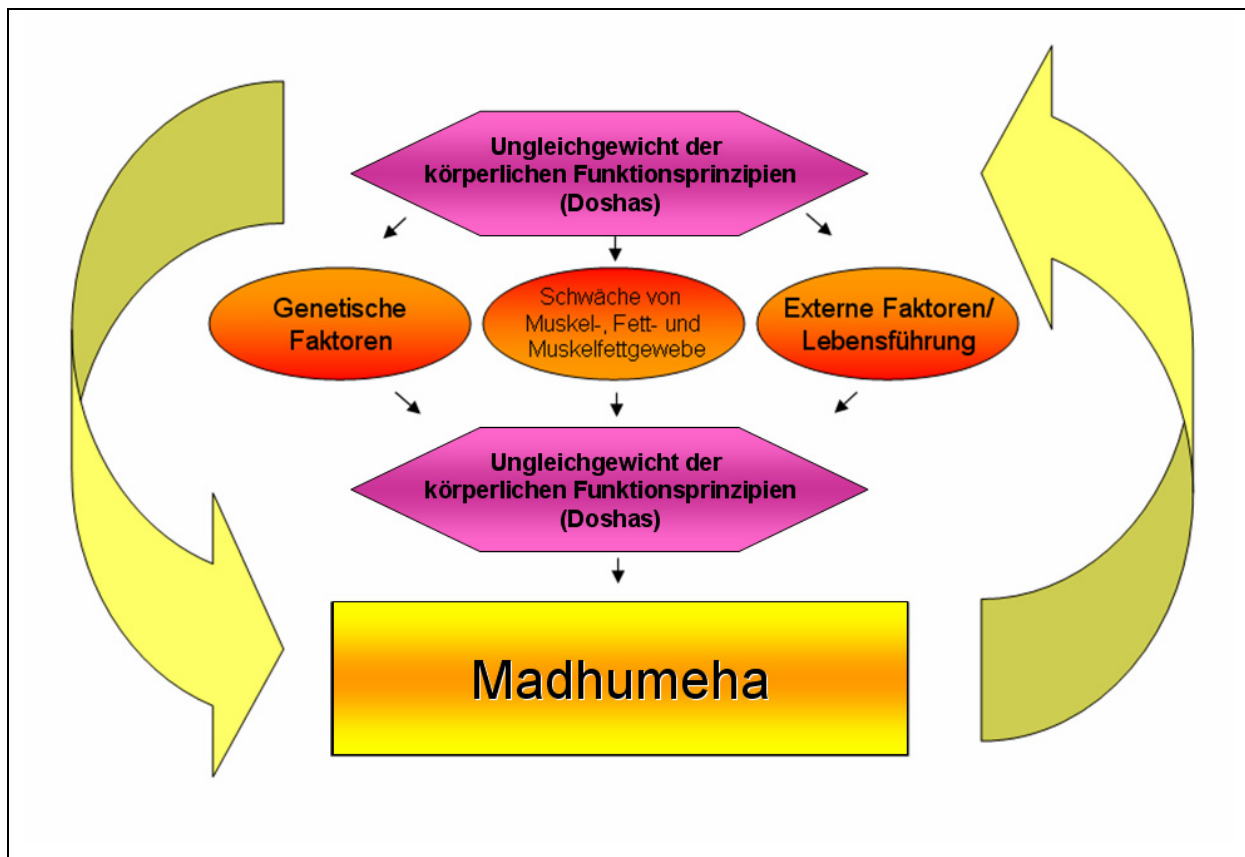 Ungleichgewicht der
körperlichen Funktionsprinzipien
(Doshas)
Genetische
Faktoren
Schwäche von
Muskel-, Fett- und
Muskelfettgewebe
Externe Faktoren/
Lebensführung
Ungleichgewicht der
körperlichen Funktionsprinzipien
(Doshas)
Madhumeha